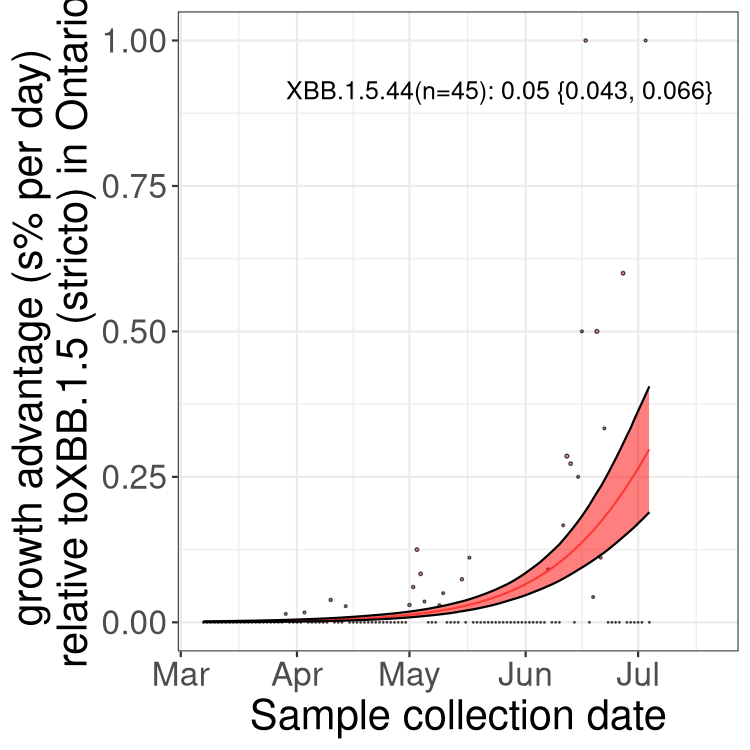 growth advantage (s% per day)
relative toXBB.1.5 (stricto) in Ontario
1.00
0.75
0.50
0.25
0.00
XBB.1.5.44(n=45): 0.05 {0.043, 0.066}
Mar Apr May Jun Jul
Sample collection date